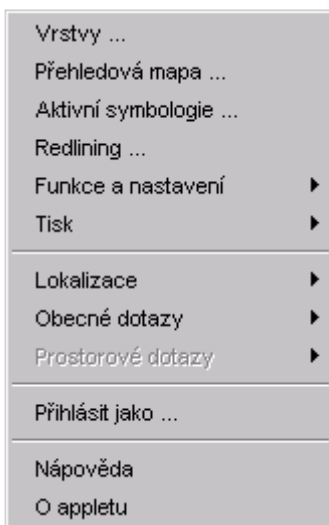 Vrstvy ...
Přehledová mapa ...
Aktivní symbologie ...
Redlining ...
Funkce a nastavení
Tisk
Lokalizace
Obecné dotazy
Prostorové dotazy
Přihlásit jako ...
Nápověda
O appletu